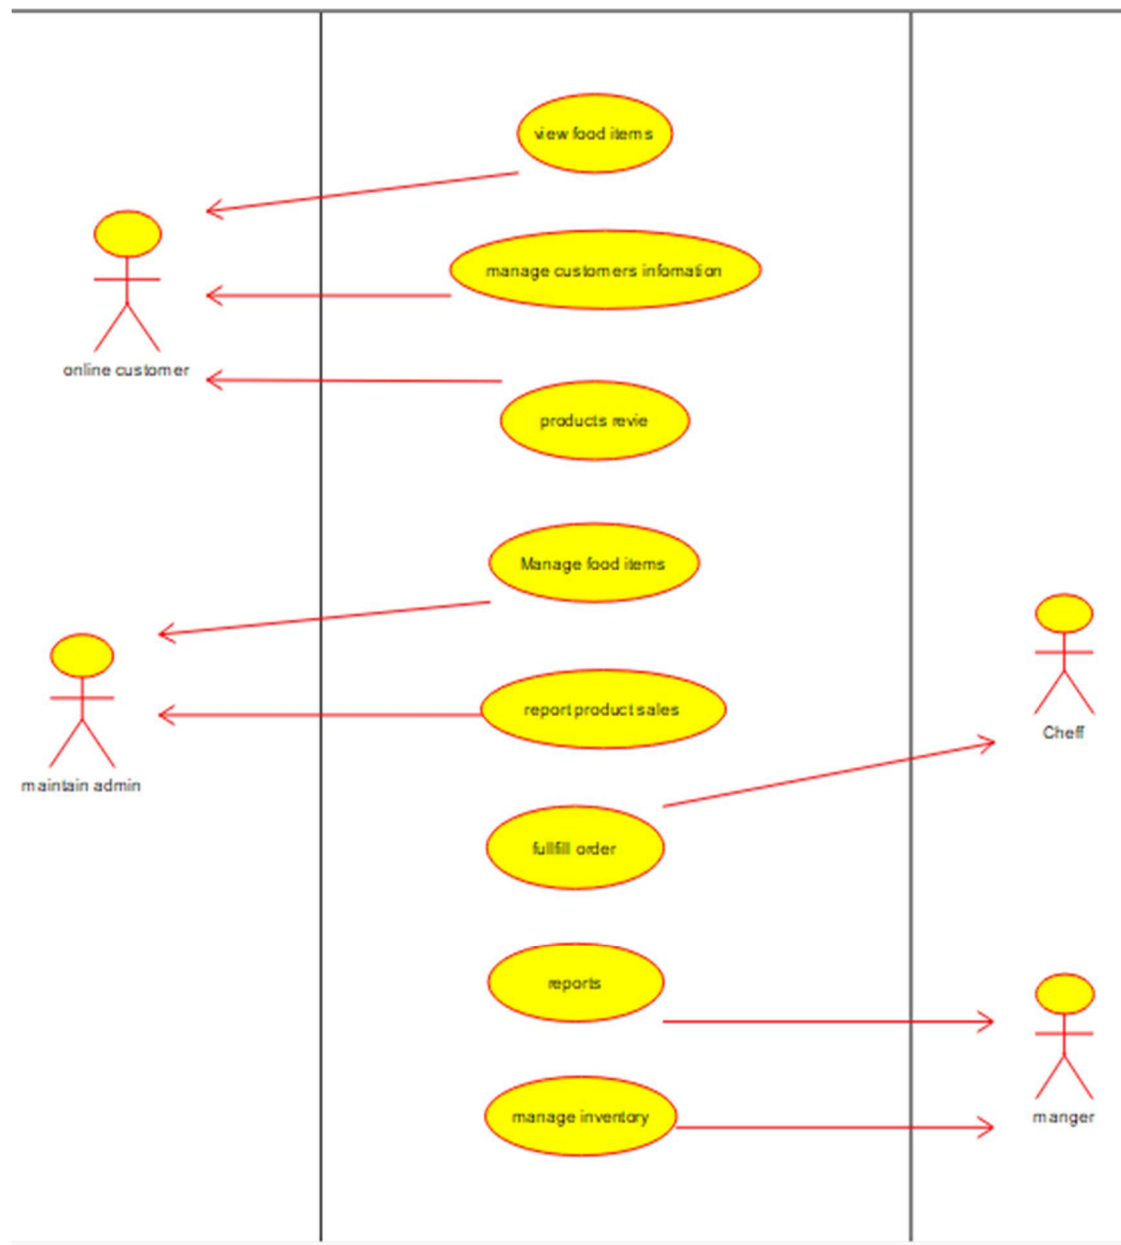 view food items
manage customers infomation
online customer
products revie
Manage food items
report product sales
Cheff
maintain admin
fullfill order
reports
manage inventory
manger